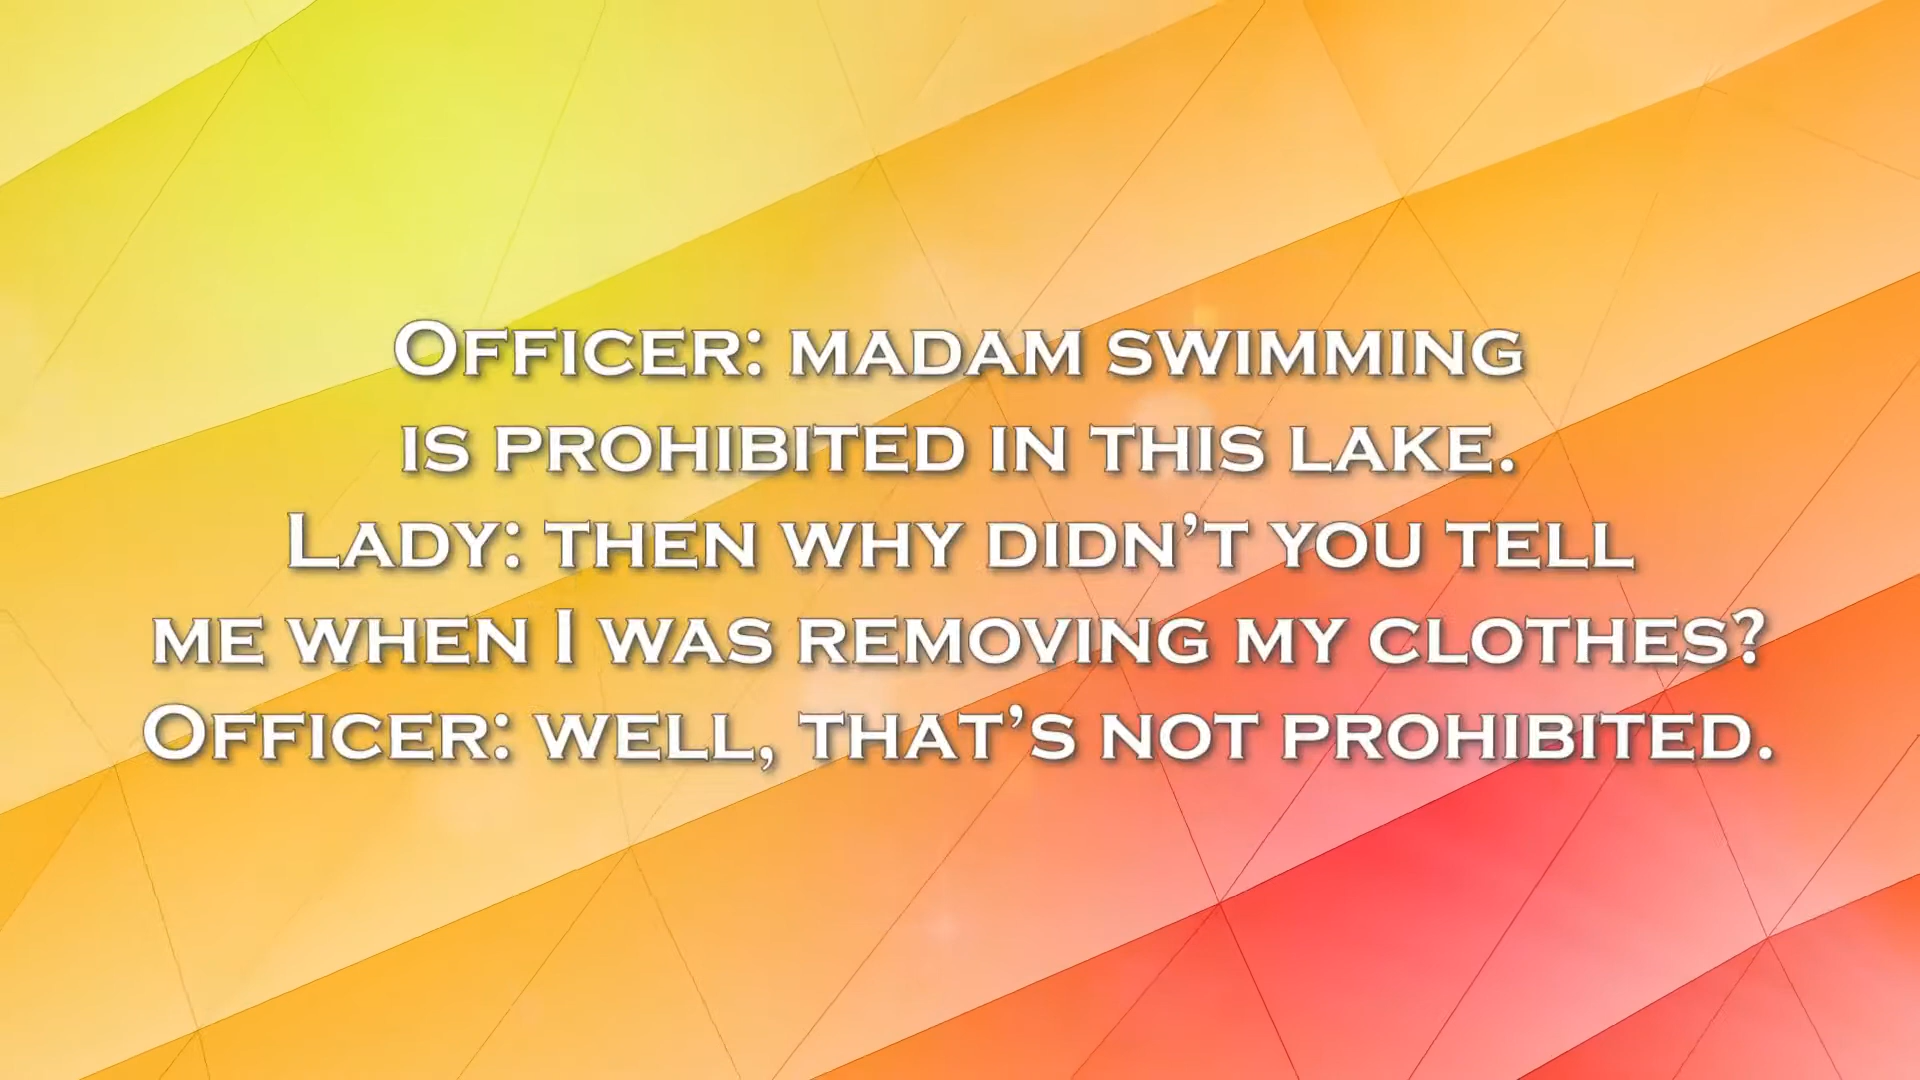 Officer: madam swimming
is prohibited in this lake.
Lady: then why didn't you tell
me when I was removing my clothes?
Officer: well, that's not prohibited.